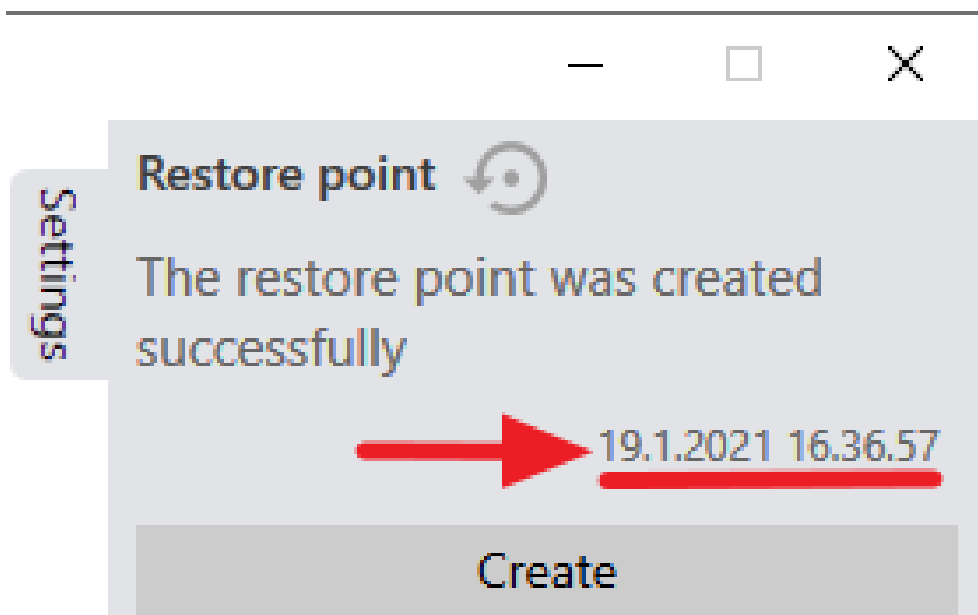 Settings
Restore point
The restore point was created
successfully
19.1.2021 16.36.57
Create